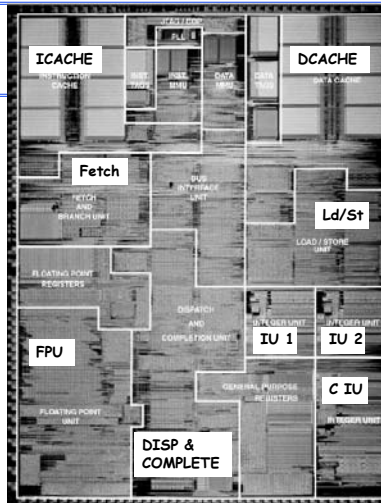 JTAG / COP
PLL
ICACHE
DCACHE
INSTRUCTION
CACHE
INST.
TAGS
INST.
MMU
DATA
MMU
DATA
TAGS
DATA CACHE
Fetch
BUS
INTERFACE
UNIT
FETCH
AND
BRANCH UNIT
Ld/St
LOAD / STORE
UNIT
FLOATING POINT
REGISTERS
DISPATCH
AND
COMPLETION UNIT
INTEGER UNIT
INTEGER UNIT
IU 1
IU 2
FPU
GENERAL PURPOSE
REGISTERS
C IU
FLOATING POINT
UNIT
INTEGER UNIT
DISP &
COMPLETE